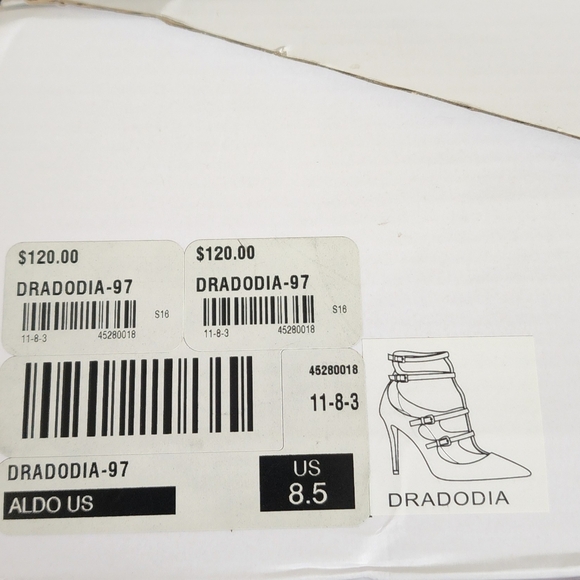 $120.00
DRADODIA-97
S16
11-8-3 45280018
$120.00
DRADODIA-97
S16
11-8-3 45280018
45280018
11-8-3
DRADODIA-97
ALDO US
US
8.5
DRADODIA